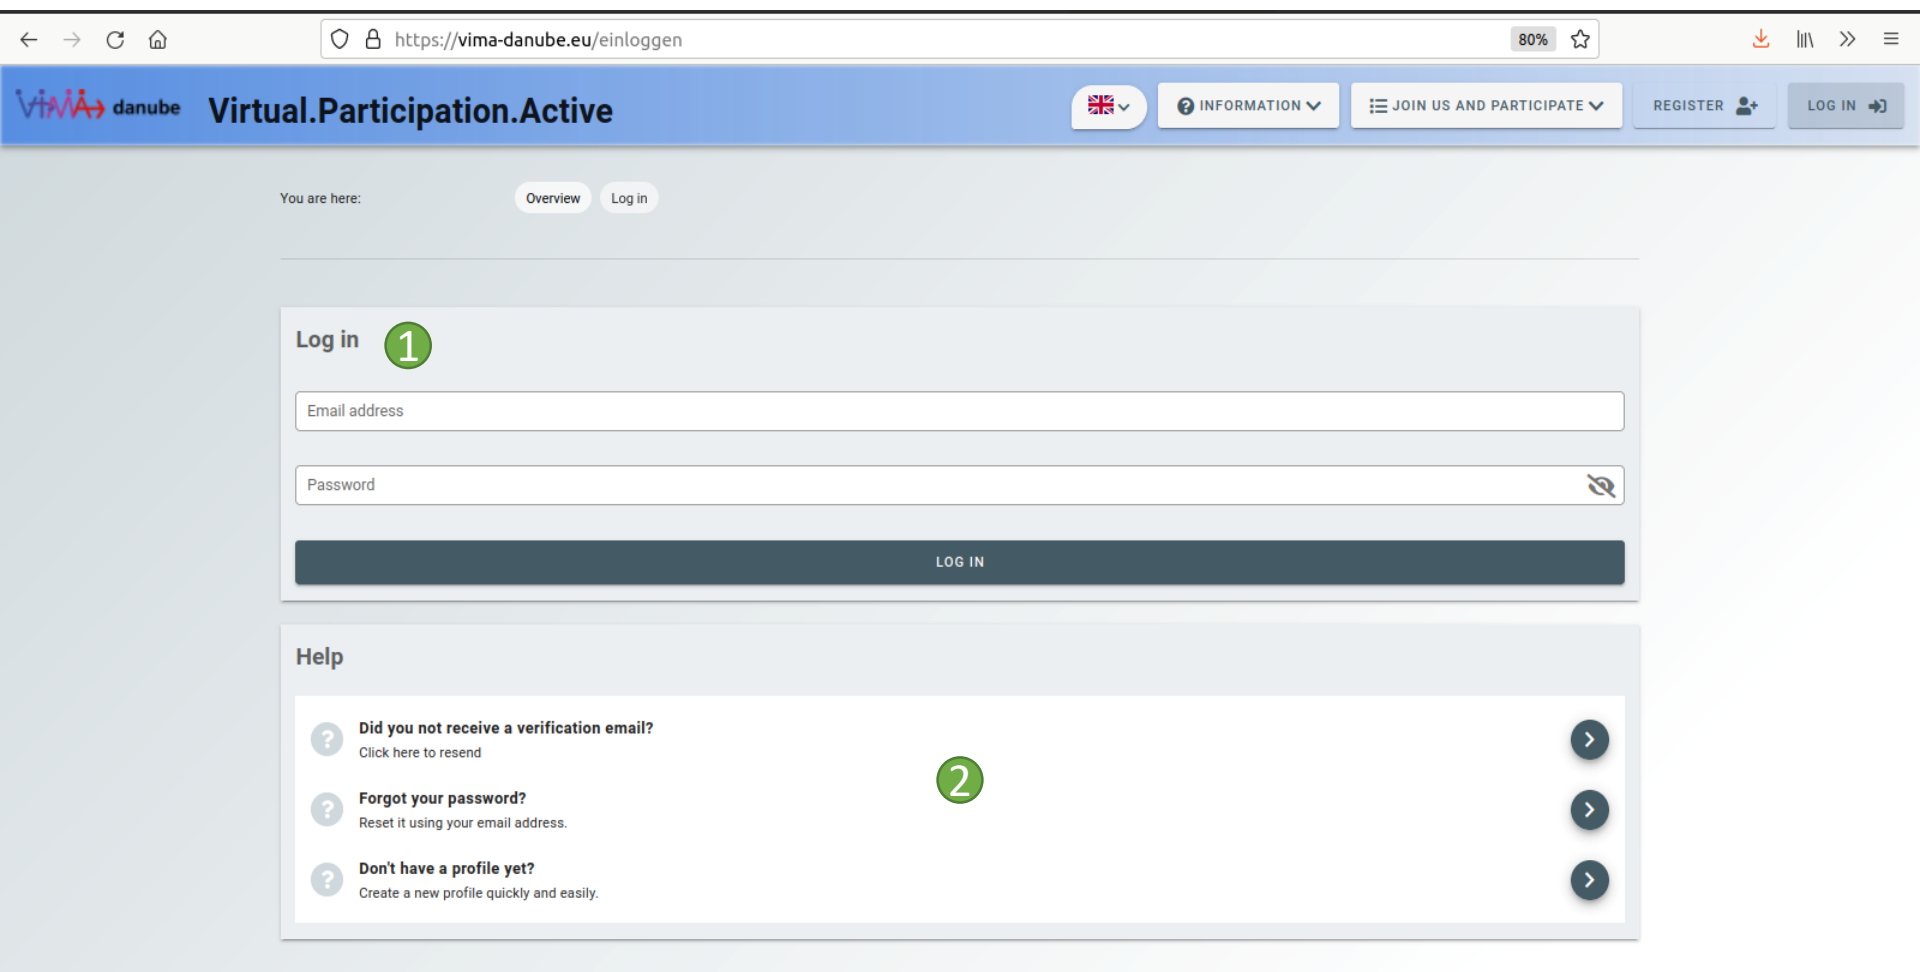 https://vima-danube.eu/einloggen 80%
ViMA danube Virtual.Participation.Active INFORMATION JOIN US AND PARTICIPATE REGISTER LOG IN
You are here: Overview Log in
Log in 1
Email address
Password
LOG IN
Help
Did you not receive a verification email?
Click here to resend
2
Forgot your password?
Reset it using your email address.
Don't have a profile yet?
Create a new profile quickly and easily.